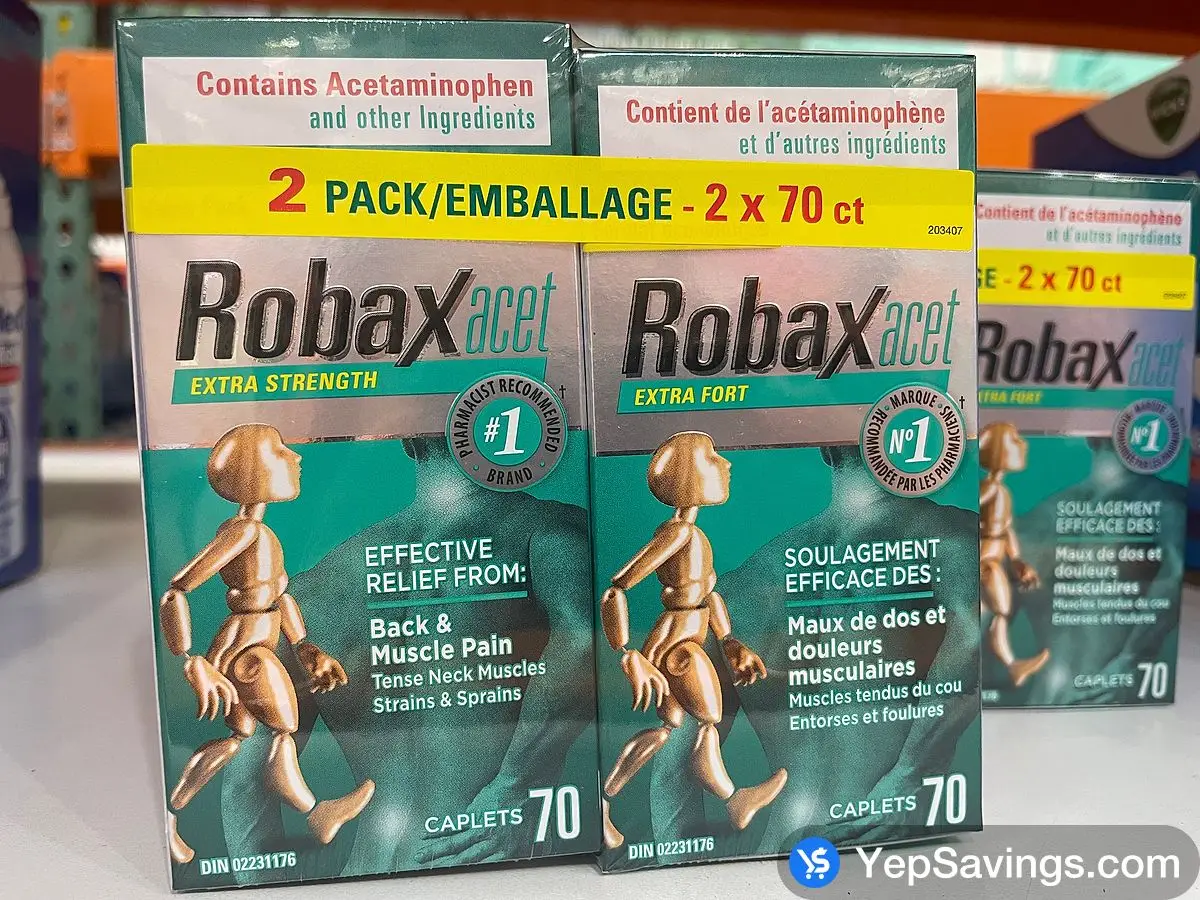 Contains Acetaminophen
and other Ingredients
Contient de l'acétaminophène
et d'autres ingrédients
2 PACK/EMBALLAGE - 2 x 70 ct
203407
Robaxacet
EXTRA STRENGTH
PHARMACIST RECOMMENDED
#1
BRAND
†
EFFECTIVE
RELIEF FROM:
Back &
Muscle Pain
Tense Neck Muscles
Strains & Sprains
CAPLETS 70
DIN 02231176
Robaxacet
EXTRA FORT
MARQUE
Nº1
RECOMMANDÉE PAR LES PHARMACIENS
†
SOULAGEMENT
EFFICACE DES :
Maux de dos et
douleurs
musculaires
Muscles tendus du cou
Entorses et foulures
CAPLETS 70
DIN 02231176
Contient de l'acétaminophène
et d'autres ingrédients
GE - 2 x 70 ct
Robaxacet
EXTRA FORT
MARQUE
Nº1
SOULAGEMENT
EFFICACE DES :
Maux de dos et
douleurs
musculaires
Muscles tendus du cou
Entorses et foulures
CAPLETS 70
YepSavings.com